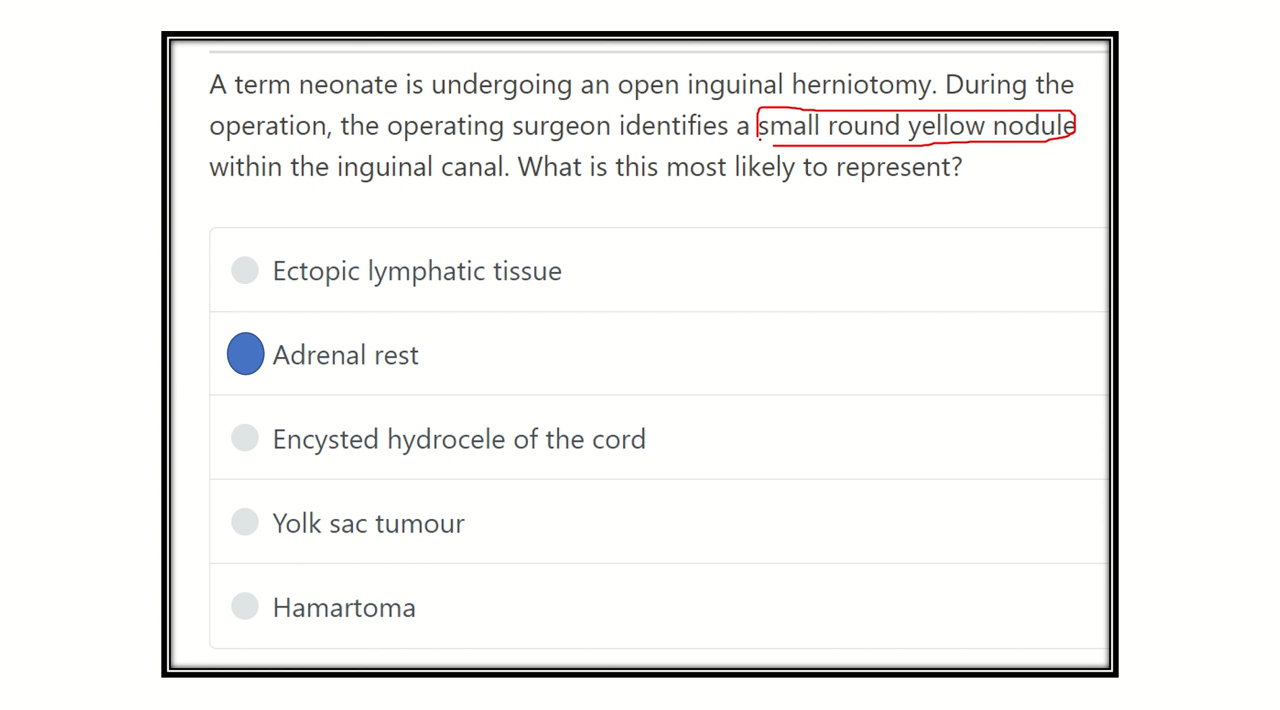 A term neonate is undergoing an open inguinal herniotomy. During the
operation, the operating surgeon identifies a small round yellow nodule
within the inguinal canal. What is this most likely to represent?
Ectopic lymphatic tissue
Adrenal rest
Encysted hydrocele of the cord
Yolk sac tumour
Hamartoma